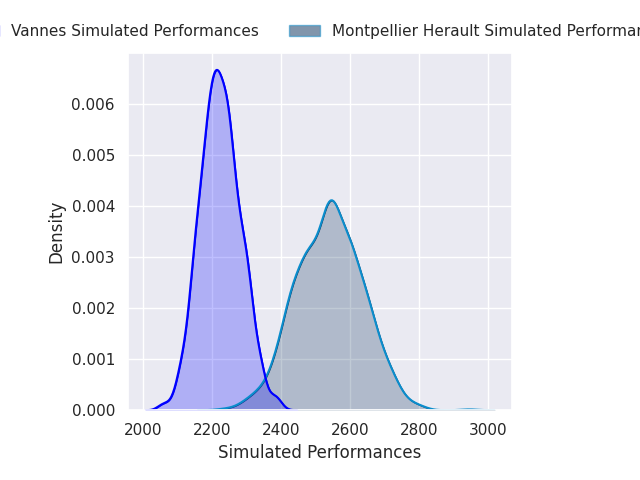 Vannes Simulated Performances
Montpellier Herault Simulated
0.006
0.005
0.004
0.003
0.002
0.001
0.000
Density
2000 2200 2400 2600 2800 3000
Simulated Performances